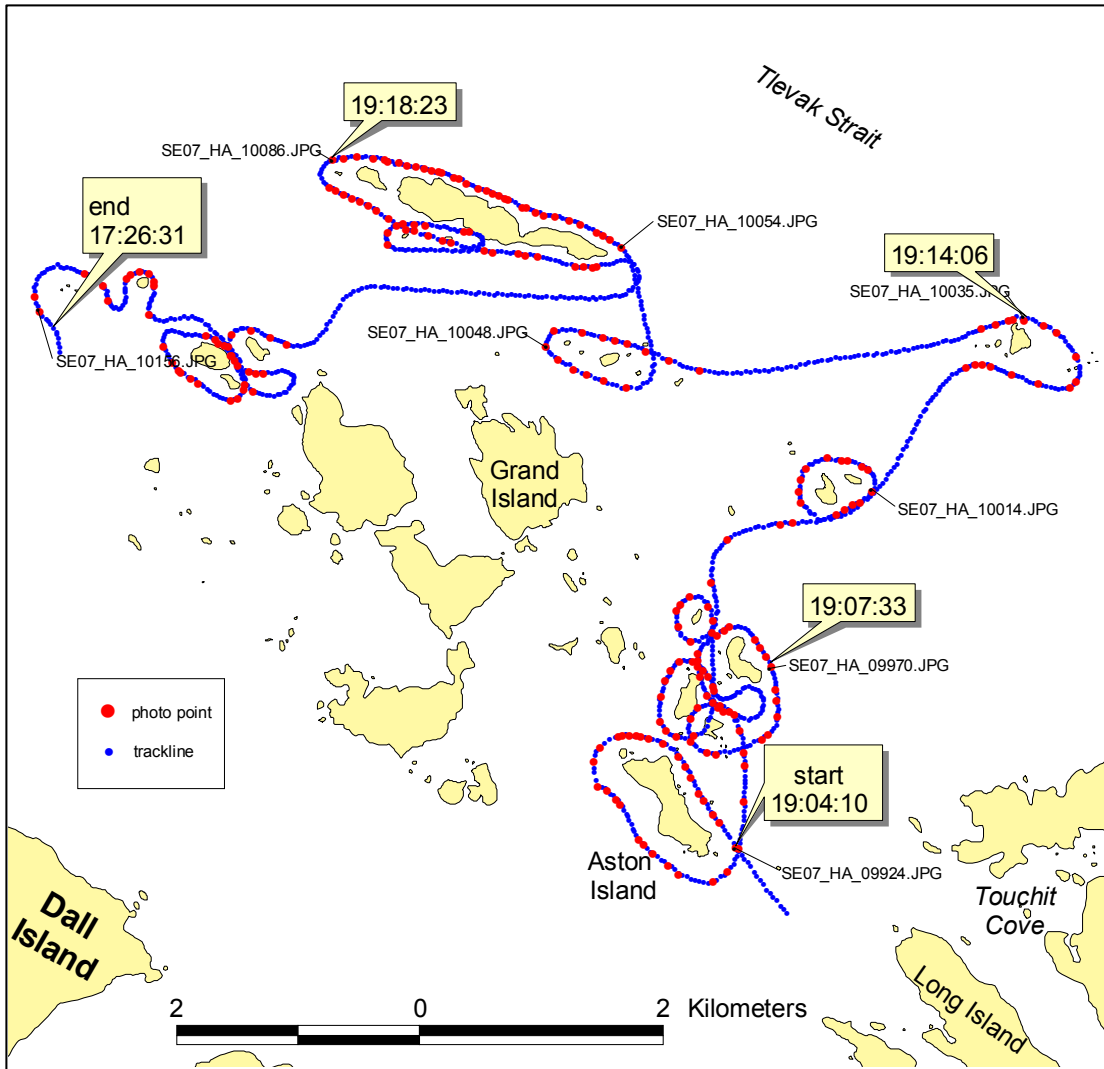 Tlevak Strait
19:18:23
SE07_HA_10086.JPG
end
17:26:31
SE07_HA_10054.JPG
19:14:06
SE07_HA_10035.JPG
SE07_HA_10048.JPG
SE07_HA_10156.JPG
Grand
Island
SE07_HA_10014.JPG
19:07:33
SE07_HA_09970.JPG
photo point
trackline
start
19:04:10
Aston
Island
SE07_HA_09924.JPG
Touchit
Cove
Dall
Island
Long Island
2 0 2 Kilometers